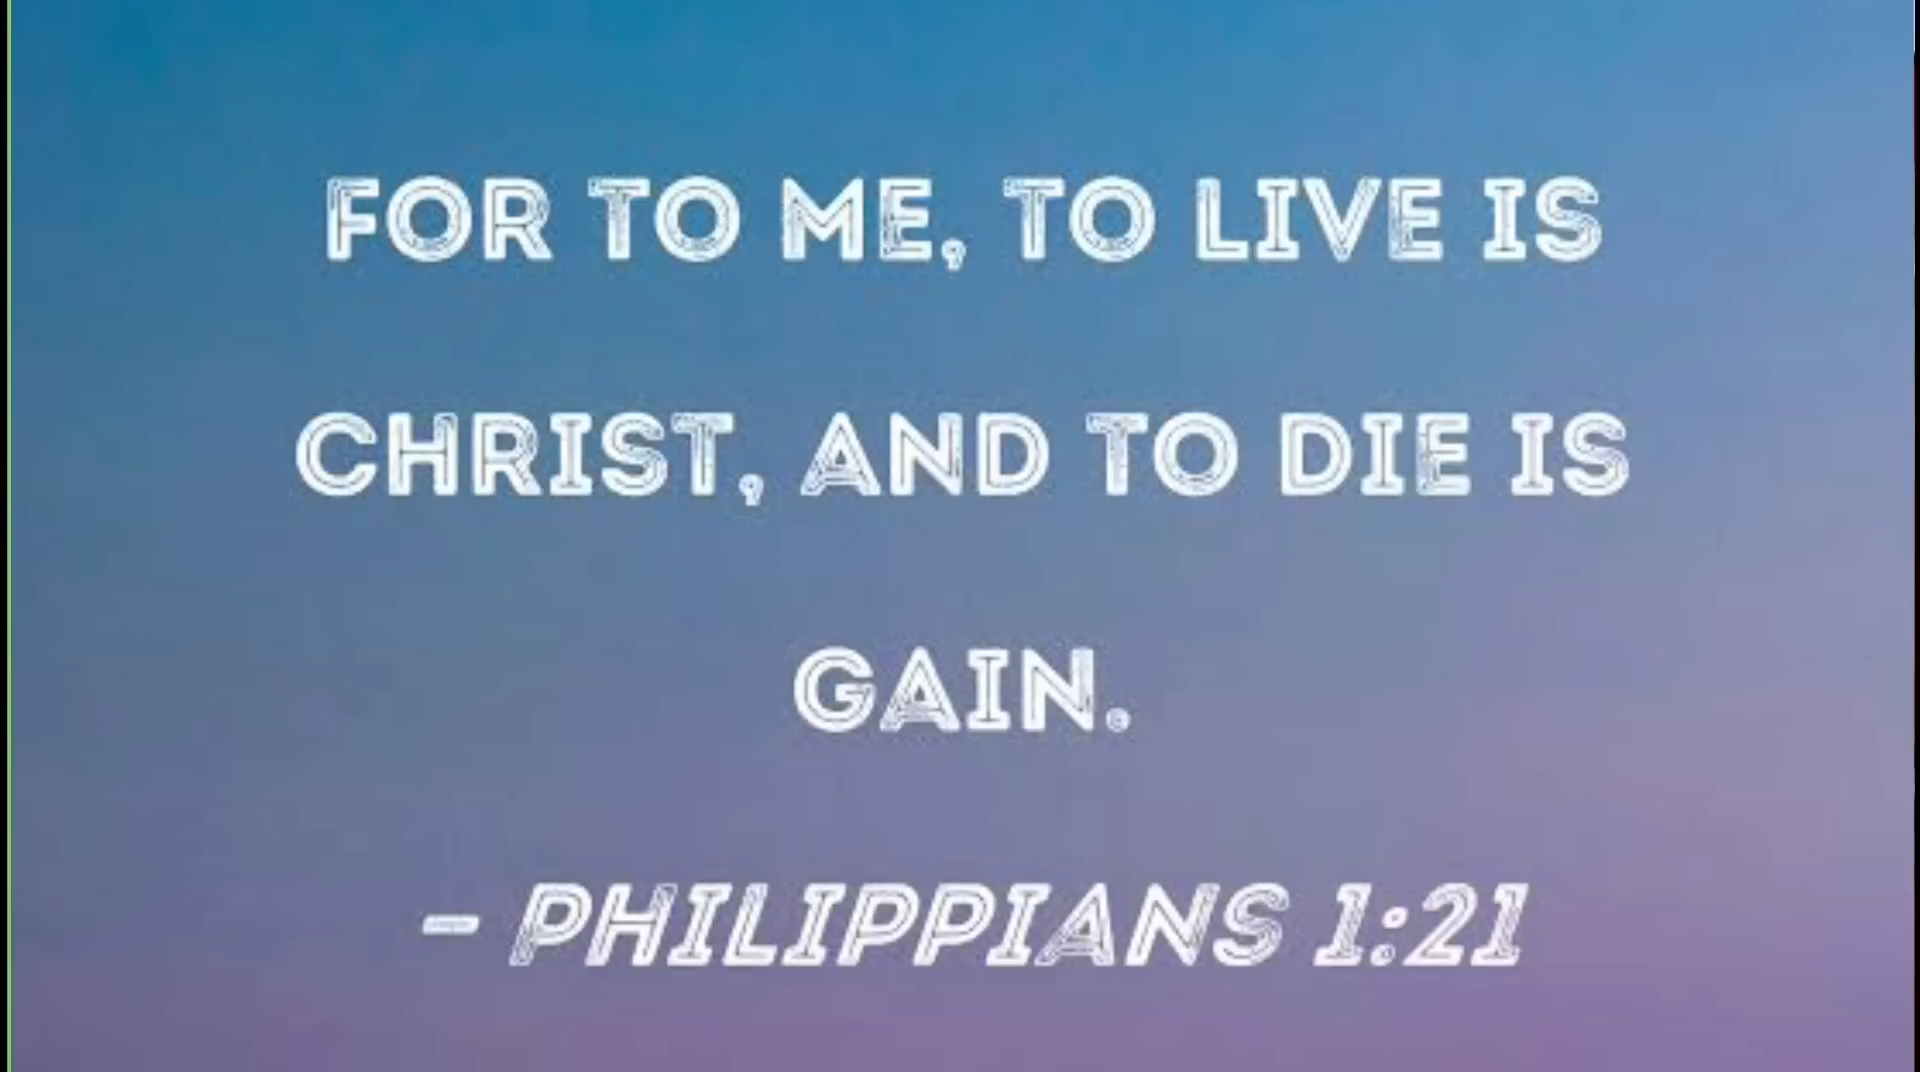 FOR TO ME, TO LIVE IS
CHRIST, AND TO DIE IS
GAIN.
- PHILIPPIANS 1:21